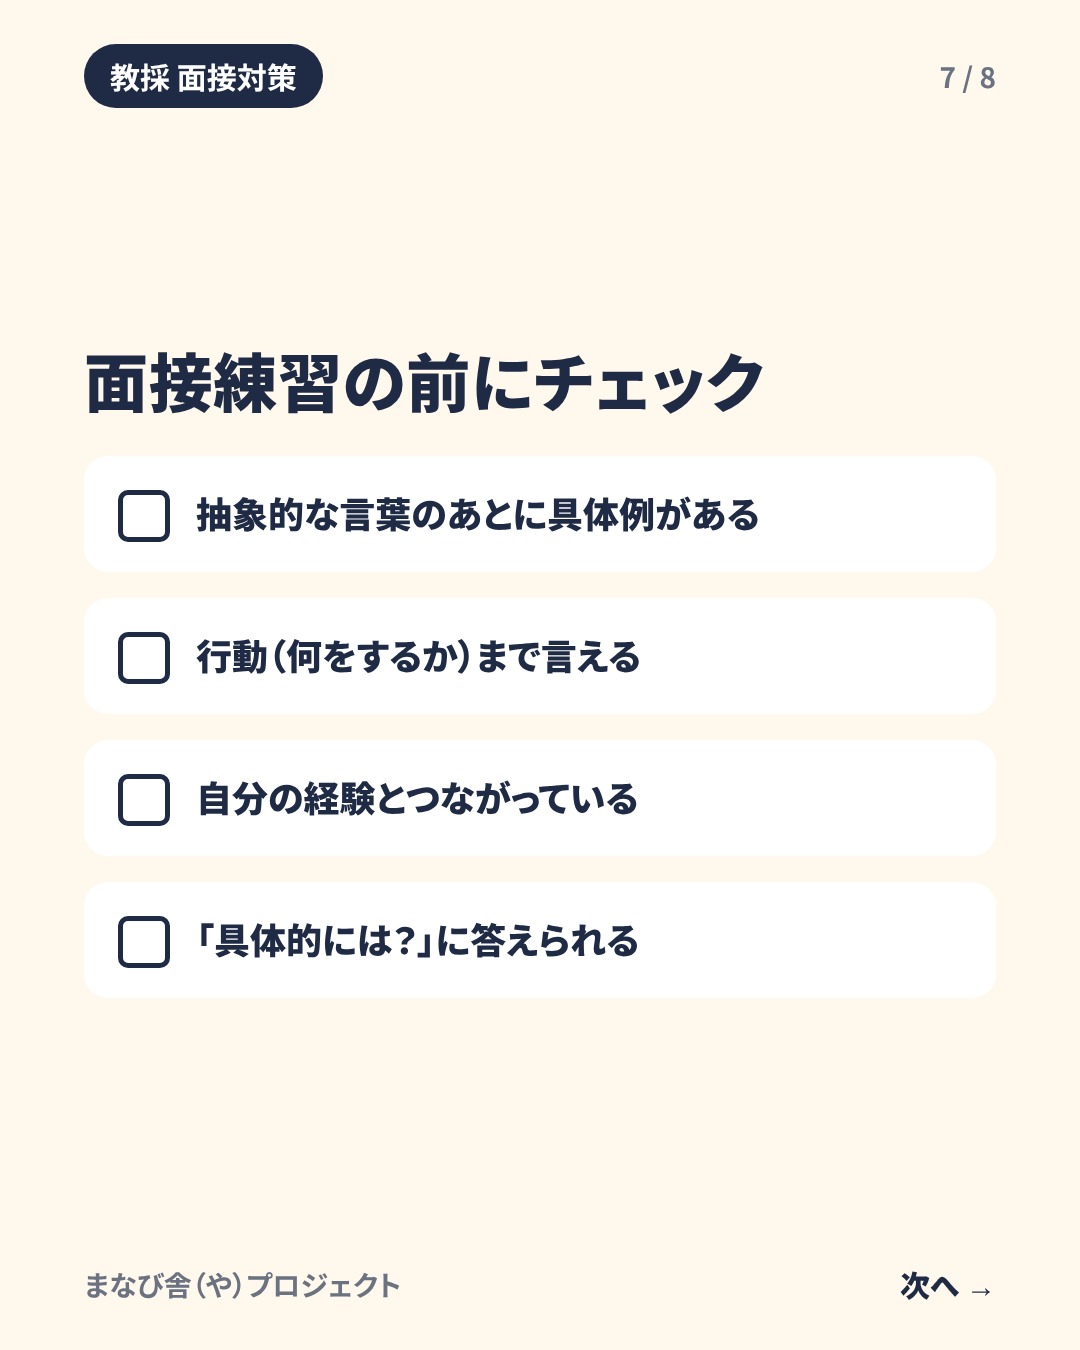 教採 面接対策
7 / 8
面接練習の前にチェック
抽象的な言葉のあとに具体例がある
行動（何をするか）まで言える
自分の経験とつながっている
「具体的には？」に答えられる
まなび舎（や）プロジェクト
次へ →